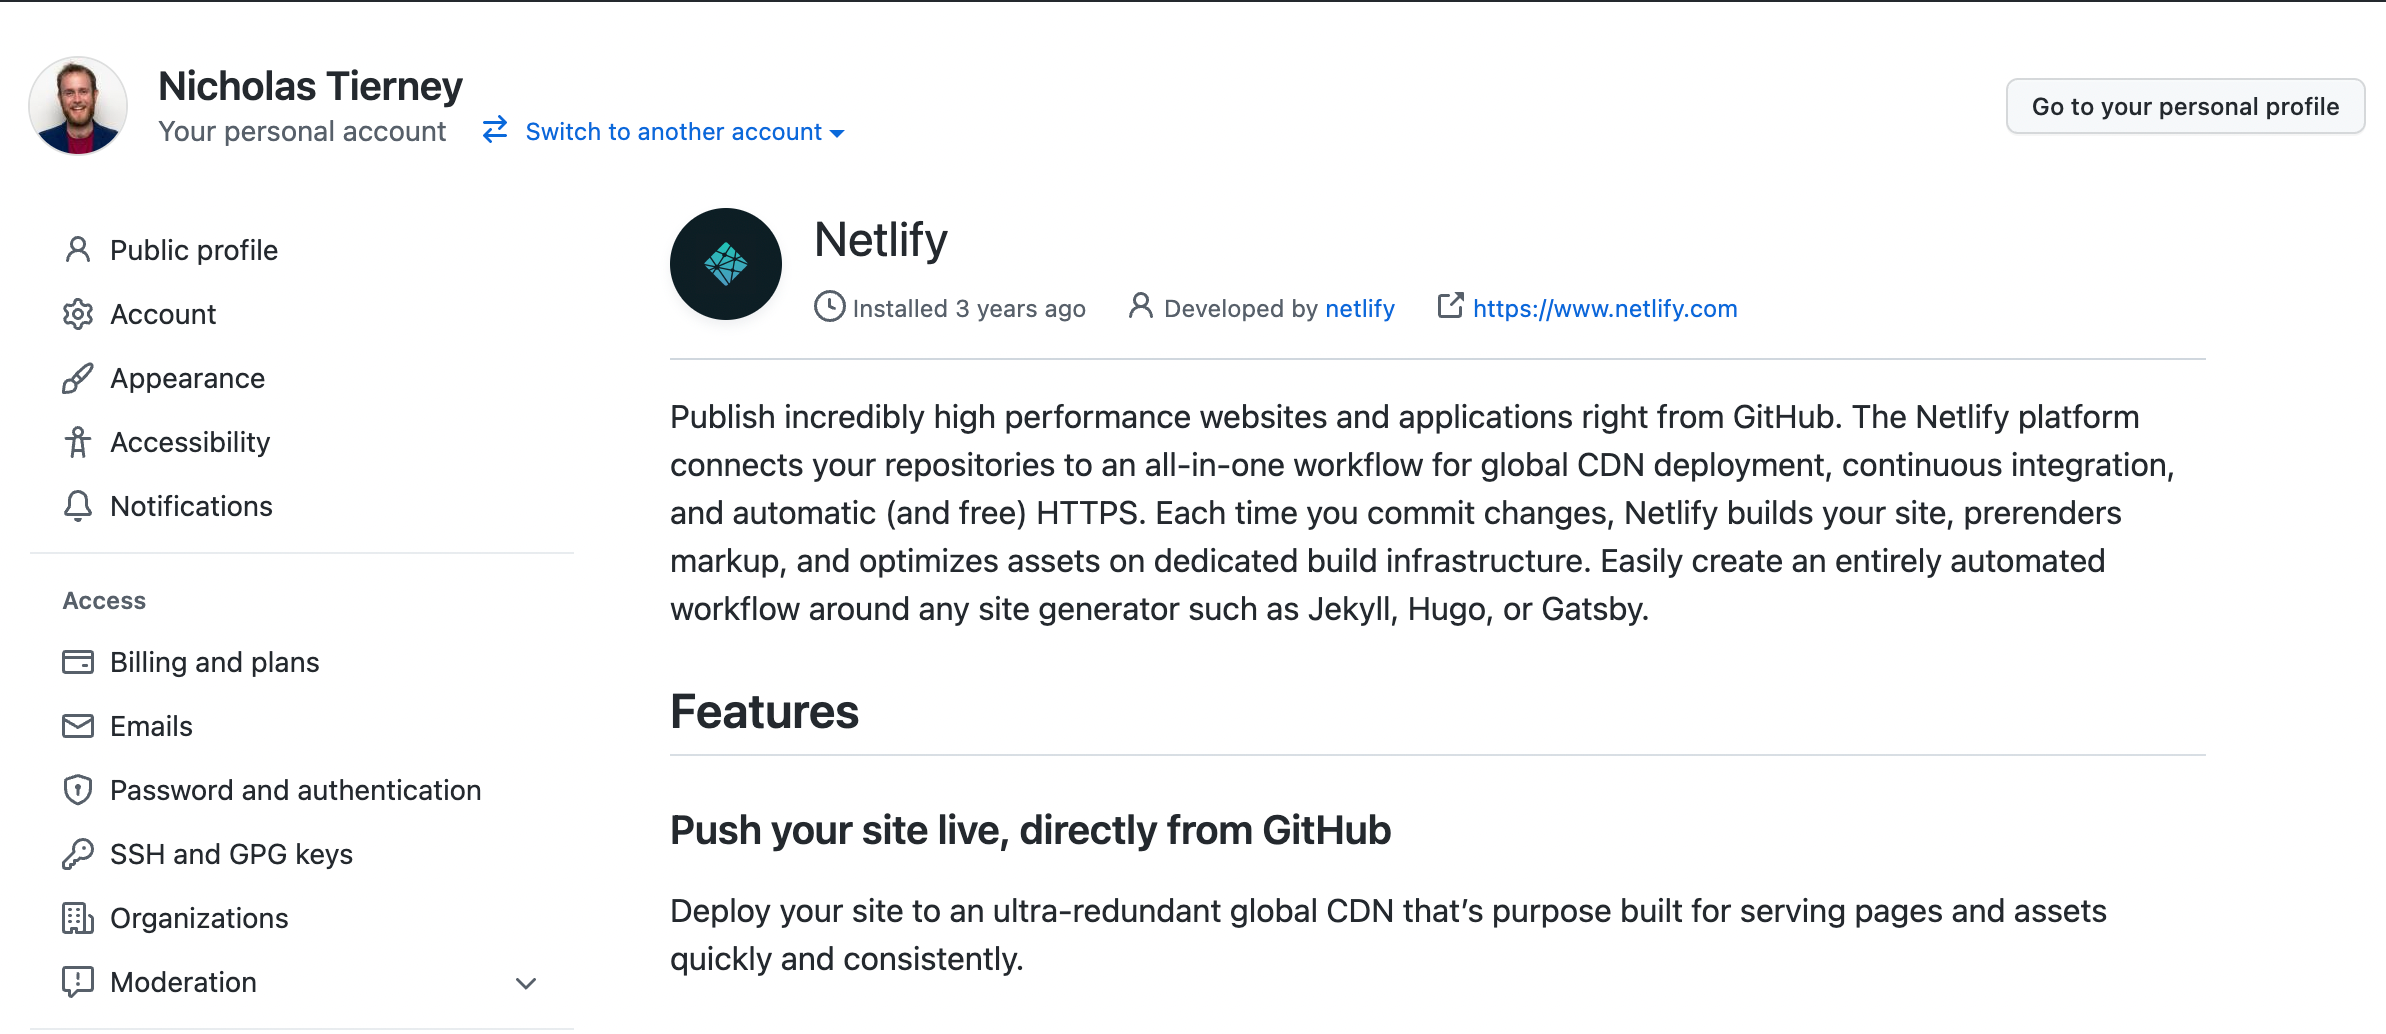 Nicholas Tierney
Your personal account
Switch to another account
Go to your personal profile
Public profile
Account
Appearance
Accessibility
Notifications
Access
Billing and plans
Emails
Password and authentication
SSH and GPG keys
Organizations
Moderation
Netlify
Installed 3 years ago
Developed by netlify
https://www.netlify.com
Publish incredibly high performance websites and applications right from GitHub. The Netlify platform
connects your repositories to an all-in-one workflow for global CDN deployment, continuous integration,
and automatic (and free) HTTPS. Each time you commit changes, Netlify builds your site, prerenders
markup, and optimizes assets on dedicated build infrastructure. Easily create an entirely automated
workflow around any site generator such as Jekyll, Hugo, or Gatsby.
Features
Push your site live, directly from GitHub
Deploy your site to an ultra-redundant global CDN that’s purpose built for serving pages and assets
quickly and consistently.